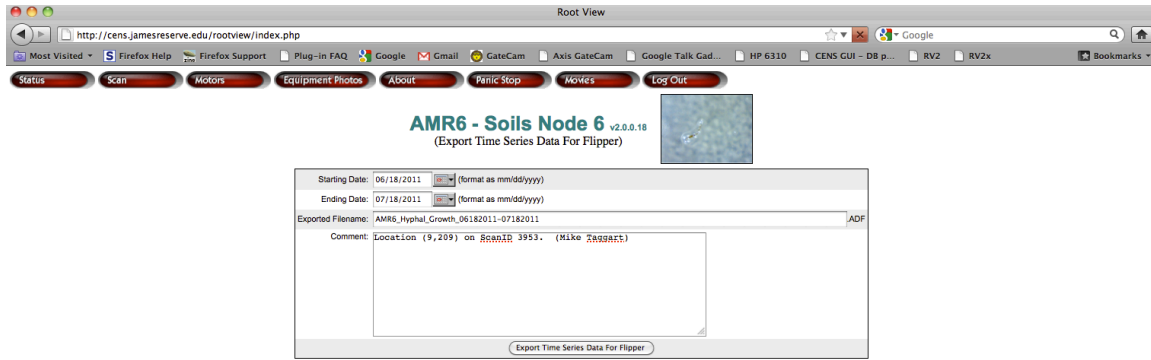 Root View
http://cens.jamesreserve.edu/rootview/index.php
Google
Most Visited Firefox Help Firefox Support Plug-in FAQ Google Gmail GateCam Axis GateCam Google Talk Gad... HP 6310 CENS GUI - DB p... RV2 RV2x Bookmarks
Status Scan Motors Equipment Photos About Panic Stop Movies Log Out
AMR6 - Soils Node 6 v2.0.0.18
(Export Time Series Data For Flipper)
Starting Date: 06/18/2011 (format as mm/dd/yyyy)
Ending Date: 07/18/2011 (format as mm/dd/yyyy)
Exported Filename: AMR6_Hyphal_Growth_06182011-07182011 .ADF
Comment: Location (9,209) on ScanID 3953. (Mike Taggart)
Export Time Series Data For Flipper